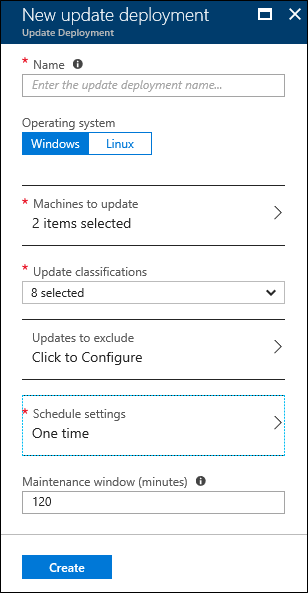 New update deployment
Update Deployment
* Name
Enter the update deployment name...
Operating system
Windows Linux
* Machines to update
2 items selected
* Update classifications
8 selected
Updates to exclude
Click to Configure
* Schedule settings
One time
Maintenance window (minutes)
120
Create